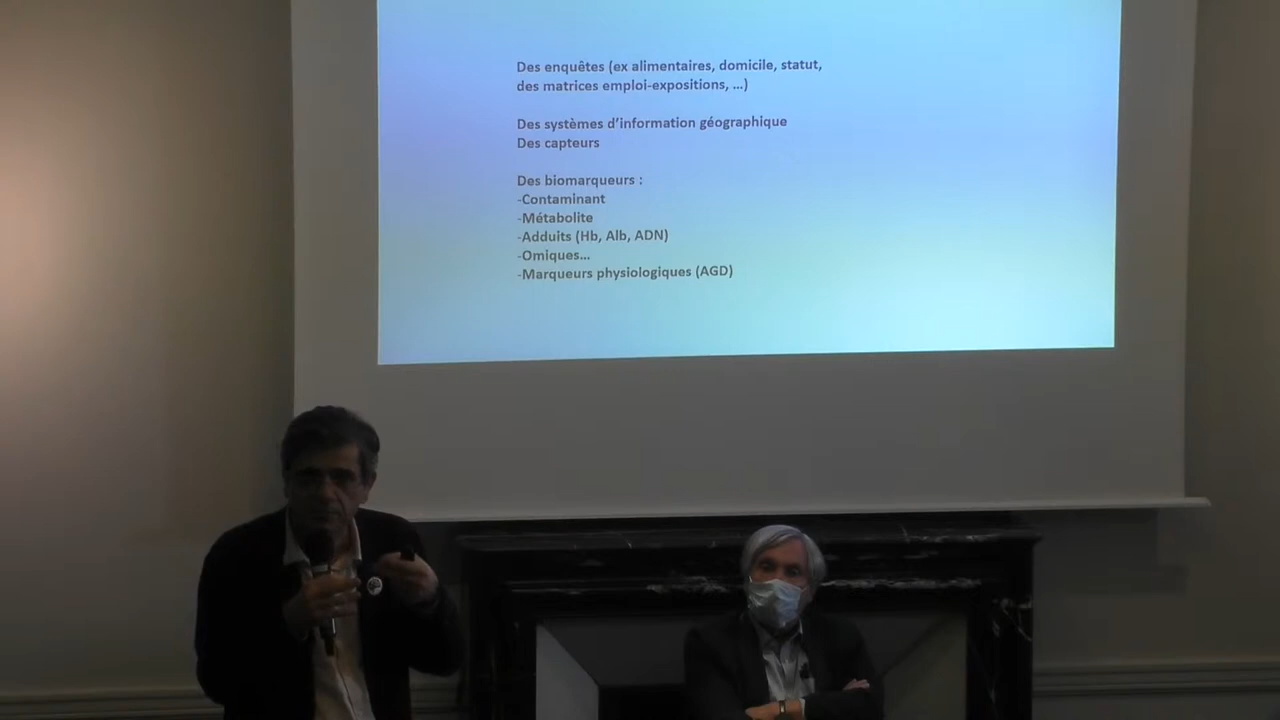 Des enquêtes (ex alimentaires, domicile, statut,
des matrices emploi-expositions, …)
Des systèmes d'information géographique
Des capteurs
Des biomarqueurs :
-Contaminant
-Métabolite
-Adduits (Hb, Alb, ADN)
-Omiques…
-Marqueurs physiologiques (AGD)